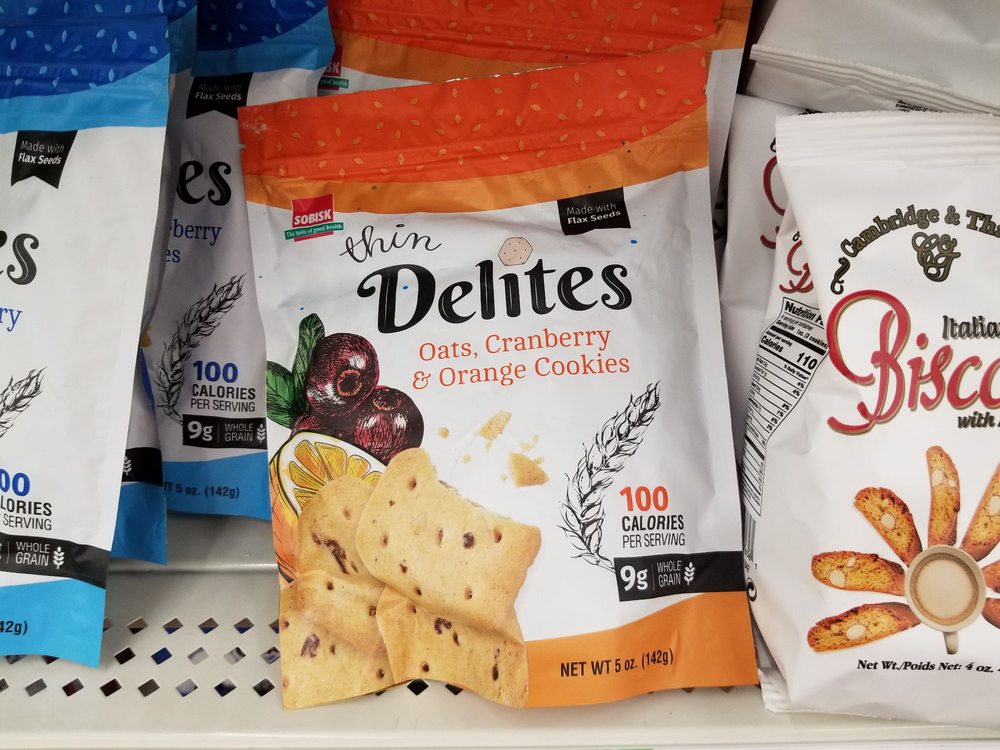 Made with
Flax Seeds
es
ry
00
LORIES
SERVING
WHOLE
GRAIN
42g)
Made with
Flax Seeds
es
berry
es
100
CALORIES
PER SERVING
9g WHOLE
GRAIN
WT 5 oz. (142g)
SOBISK
The taste of good health
Made with
Flax Seeds
thin
Delites
Oats, Cranberry
& Orange Cookies
100
CALORIES
PER SERVING
9g WHOLE
GRAIN
NET WT 5 oz. (142g)
Cambridge & Th
C&T
Italia
Bisco
with
Nutrition F
Calories 110
Net Wt./Poids Net: 4 oz.